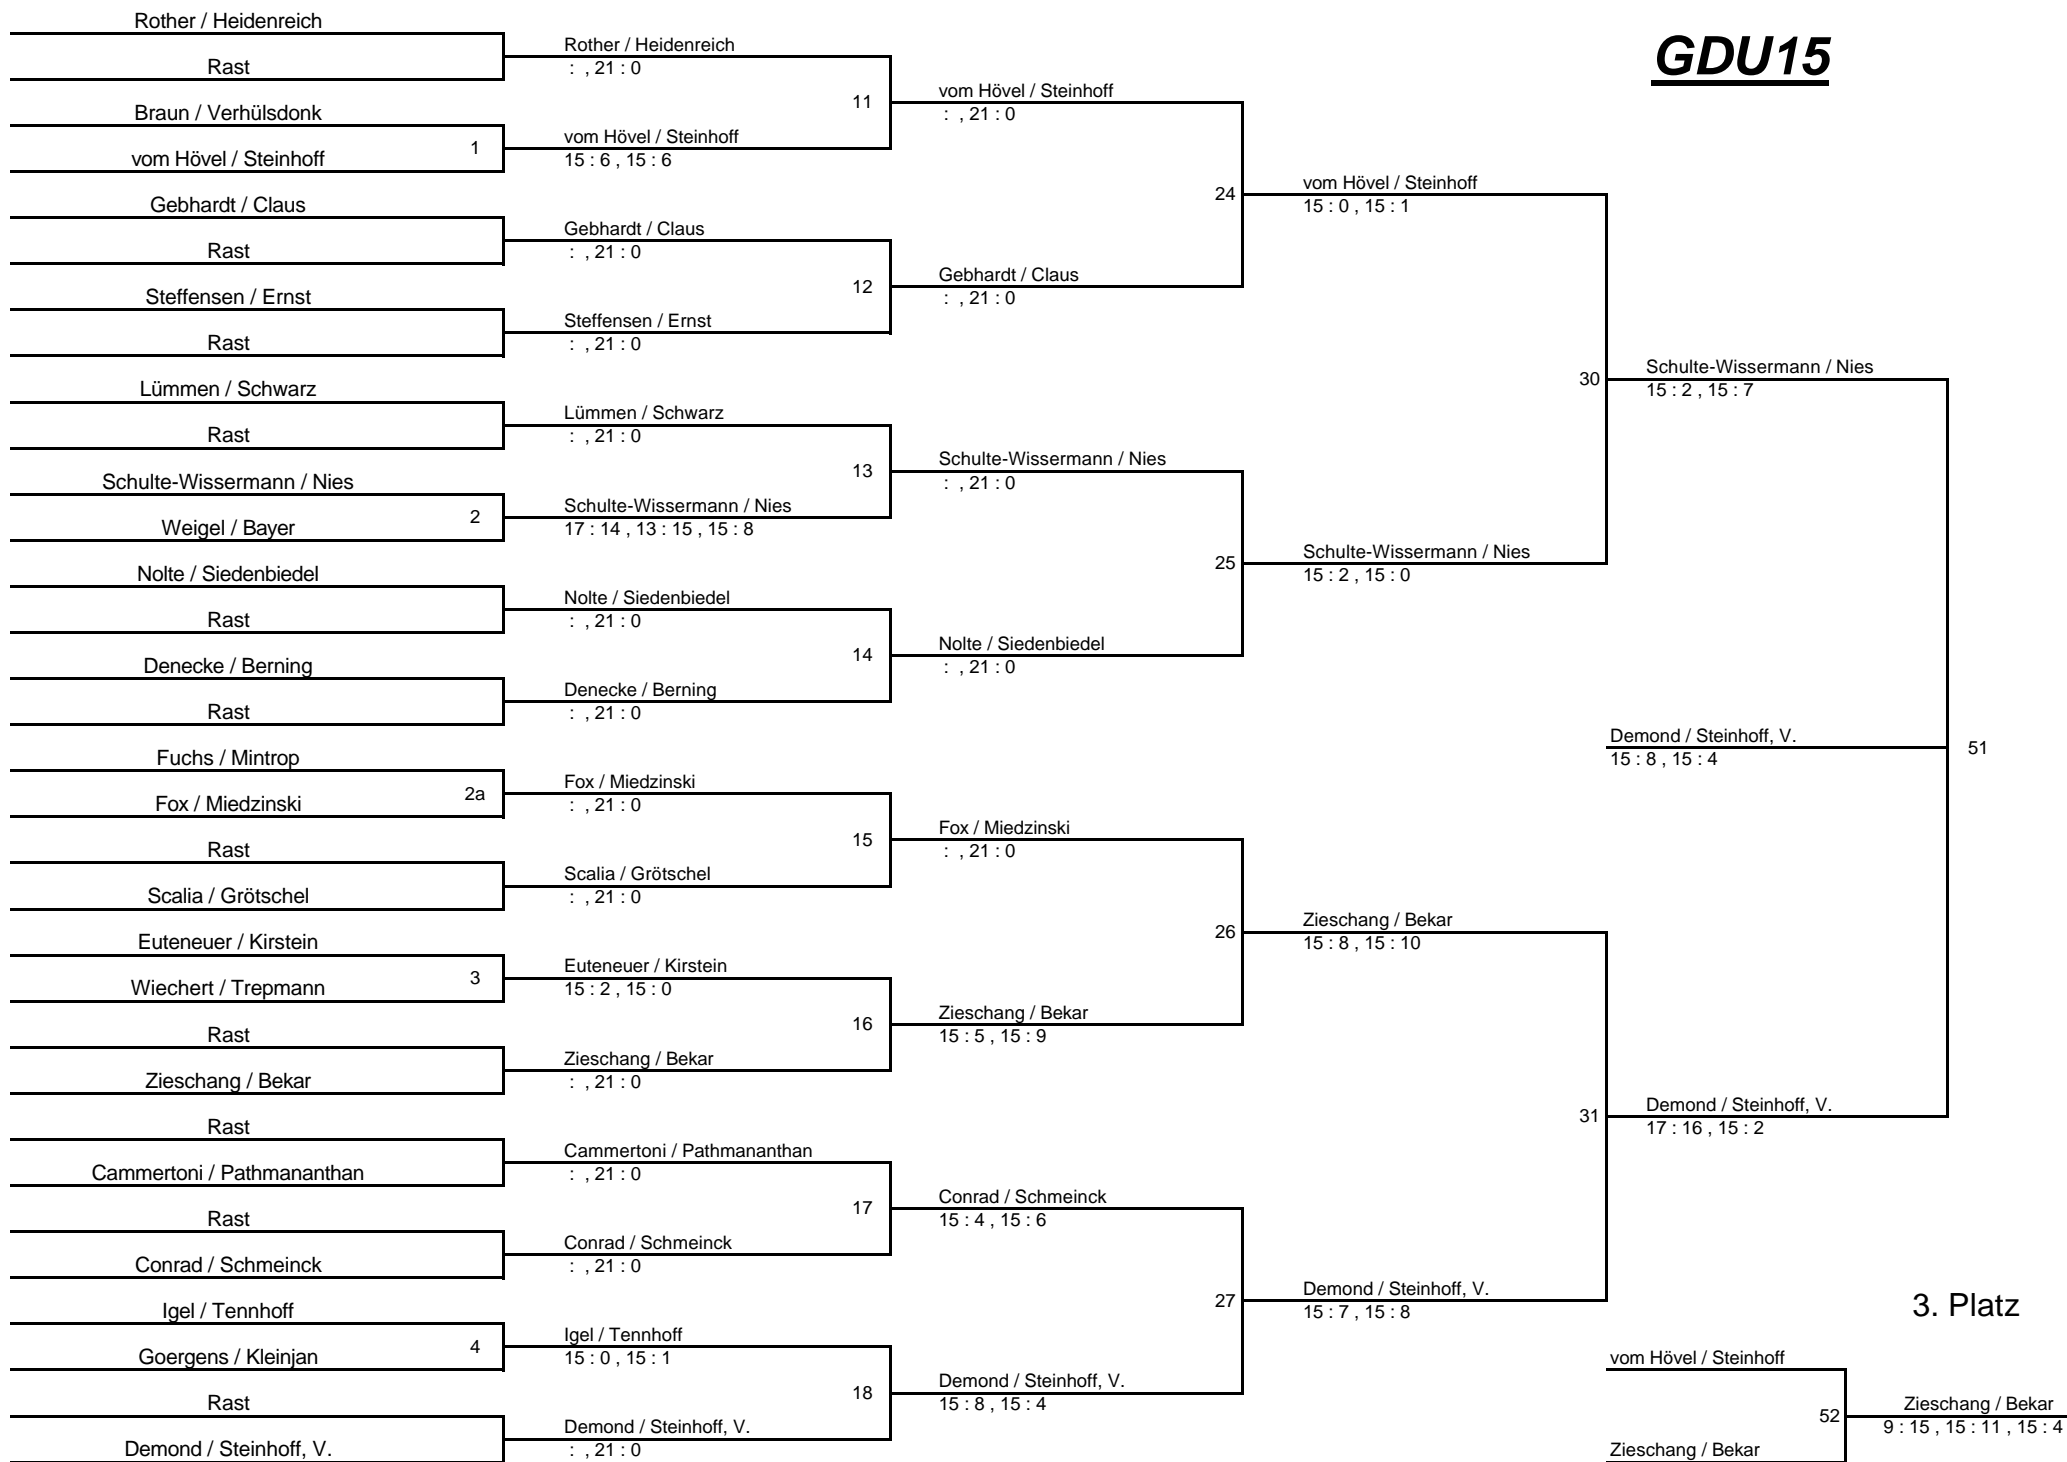 GDU15
Rother / Heidenreich
Rast
Braun / Verhülsdonk
1
vom Hövel / Steinhoff
Gebhardt / Claus
Rast
Steffensen / Ernst
Rast
Lümmen / Schwarz
Rast
Schulte-Wissermann / Nies
2
Weigel / Bayer
Nolte / Siedenbiedel
Rast
Denecke / Berning
Rast
Fuchs / Mintrop
2a
Fox / Miedzinski
Rast
Scalia / Grötschel
Euteneuer / Kirstein
3
Wiechert / Trepmann
Rast
Zieschang / Bekar
Rast
Cammertoni / Pathmananthan
Rast
Conrad / Schmeinck
Igel / Tennhoff
4
Goergens / Kleinjan
Rast
Demond / Steinhoff, V.
Rother / Heidenreich
: , 21 : 0
11
vom Hövel / Steinhoff
15 : 6 , 15 : 6
Gebhardt / Claus
: , 21 : 0
12
Steffensen / Ernst
: , 21 : 0
Lümmen / Schwarz
: , 21 : 0
13
Schulte-Wissermann / Nies
17 : 14 , 13 : 15 , 15 : 8
Nolte / Siedenbiedel
: , 21 : 0
14
Denecke / Berning
: , 21 : 0
Fox / Miedzinski
: , 21 : 0
15
Scalia / Grötschel
: , 21 : 0
Euteneuer / Kirstein
15 : 2 , 15 : 0
16
Zieschang / Bekar
: , 21 : 0
Cammertoni / Pathmananthan
: , 21 : 0
17
Conrad / Schmeinck
: , 21 : 0
Igel / Tennhoff
15 : 0 , 15 : 1
18
Demond / Steinhoff, V.
: , 21 : 0
vom Hövel / Steinhoff
: , 21 : 0
24
Gebhardt / Claus
: , 21 : 0
Schulte-Wissermann / Nies
: , 21 : 0
25
Nolte / Siedenbiedel
: , 21 : 0
Fox / Miedzinski
: , 21 : 0
26
Zieschang / Bekar
15 : 5 , 15 : 9
Conrad / Schmeinck
15 : 4 , 15 : 6
27
Demond / Steinhoff, V.
15 : 8 , 15 : 4
vom Hövel / Steinhoff
15 : 0 , 15 : 1
30
Schulte-Wissermann / Nies
15 : 2 , 15 : 0
Zieschang / Bekar
15 : 8 , 15 : 10
31
Demond / Steinhoff, V.
15 : 7 , 15 : 8
Schulte-Wissermann / Nies
15 : 2 , 15 : 7
Demond / Steinhoff, V.
15 : 8 , 15 : 4
51
Demond / Steinhoff, V.
17 : 16 , 15 : 2
3. Platz
vom Hövel / Steinhoff
52
Zieschang / Bekar
Zieschang / Bekar
9 : 15 , 15 : 11 , 15 : 4